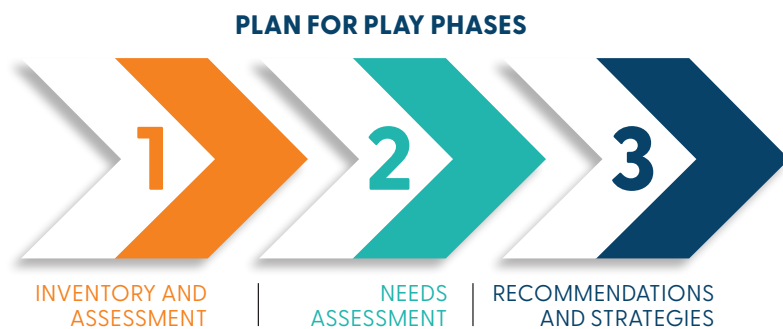 PLAN FOR PLAY PHASES
1
2
3
INVENTORY AND
ASSESSMENT
NEEDS
ASSESSMENT
RECOMMENDATIONS
AND STRATEGIES